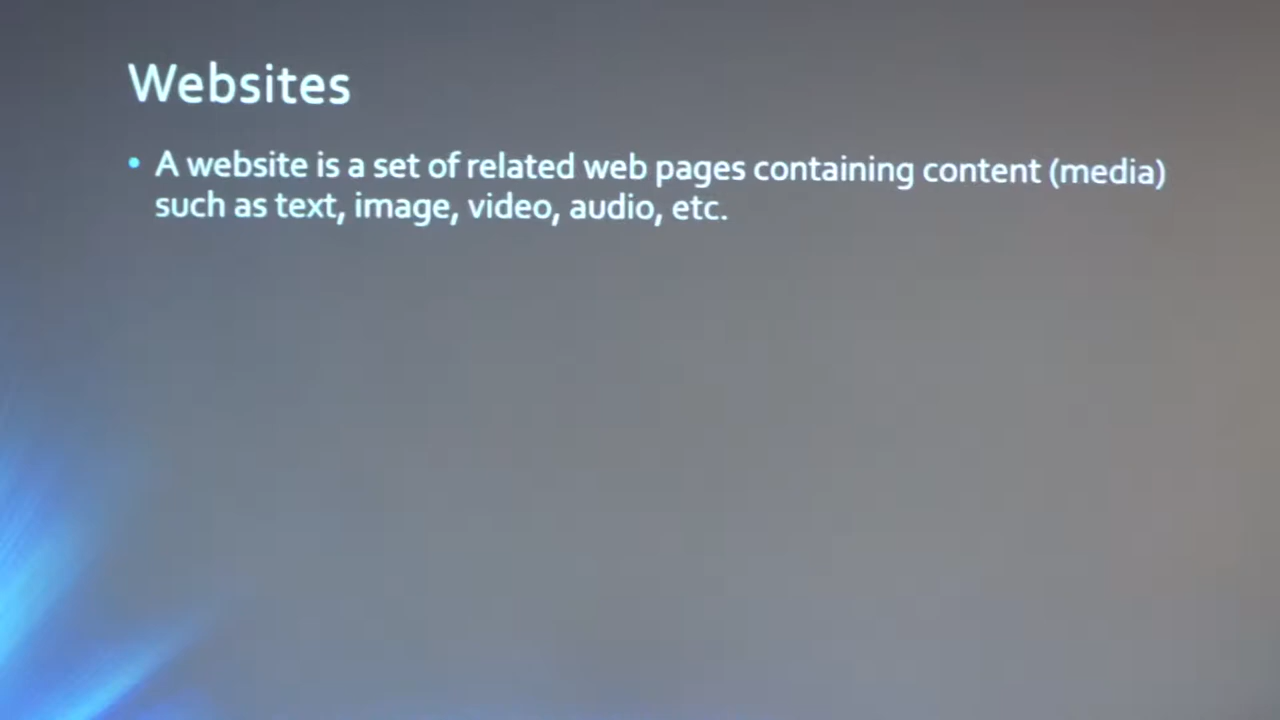 Websites
• A website is a set of related web pages containing content (media)
such as text, image, video, audio, etc.